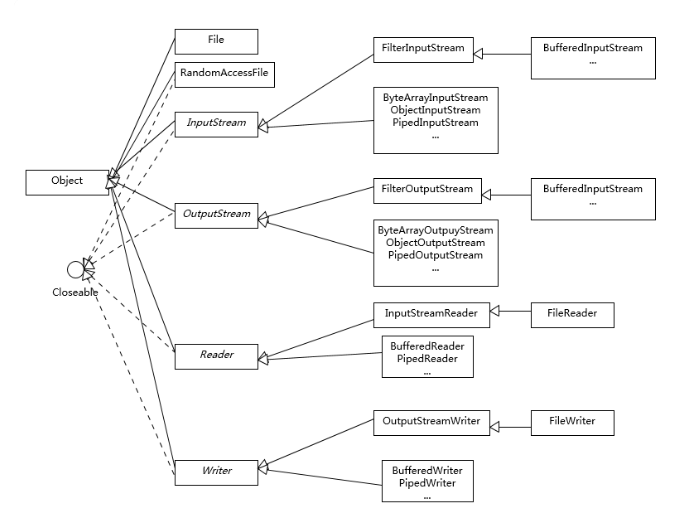 File
RandomAccessFile
InputStream
Object
OutputStream
Closeable
Reader
Writer
FilterInputStream
BufferedInputStream
...
ByteArrayInputStream
ObjectInputStream
PipedInputStream
...
FilterOutputStream
BufferedInputStream
...
ByteArrayOutpuyStream
ObjectOutputStream
PipedOutputStream
...
InputStreamReader
FileReader
BufferedReader
PipedReader
...
OutputStreamWriter
FileWriter
BufferedWriter
PipedWriter
...